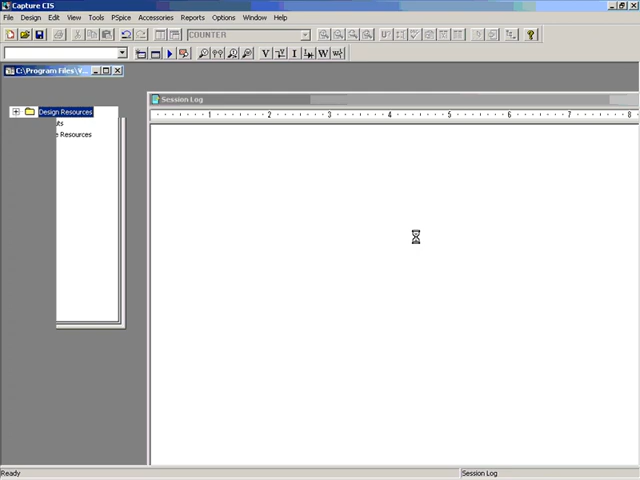 Capture CIS
File Design Edit View Tools PSpice Accessories Reports Options Window Help
COUNTER
U?
V V I I W W
C:\Program Files\V...
Session Log
1 2 3 4 5 6 7 8
Design Resources
uts
e Resources
Ready Session Log